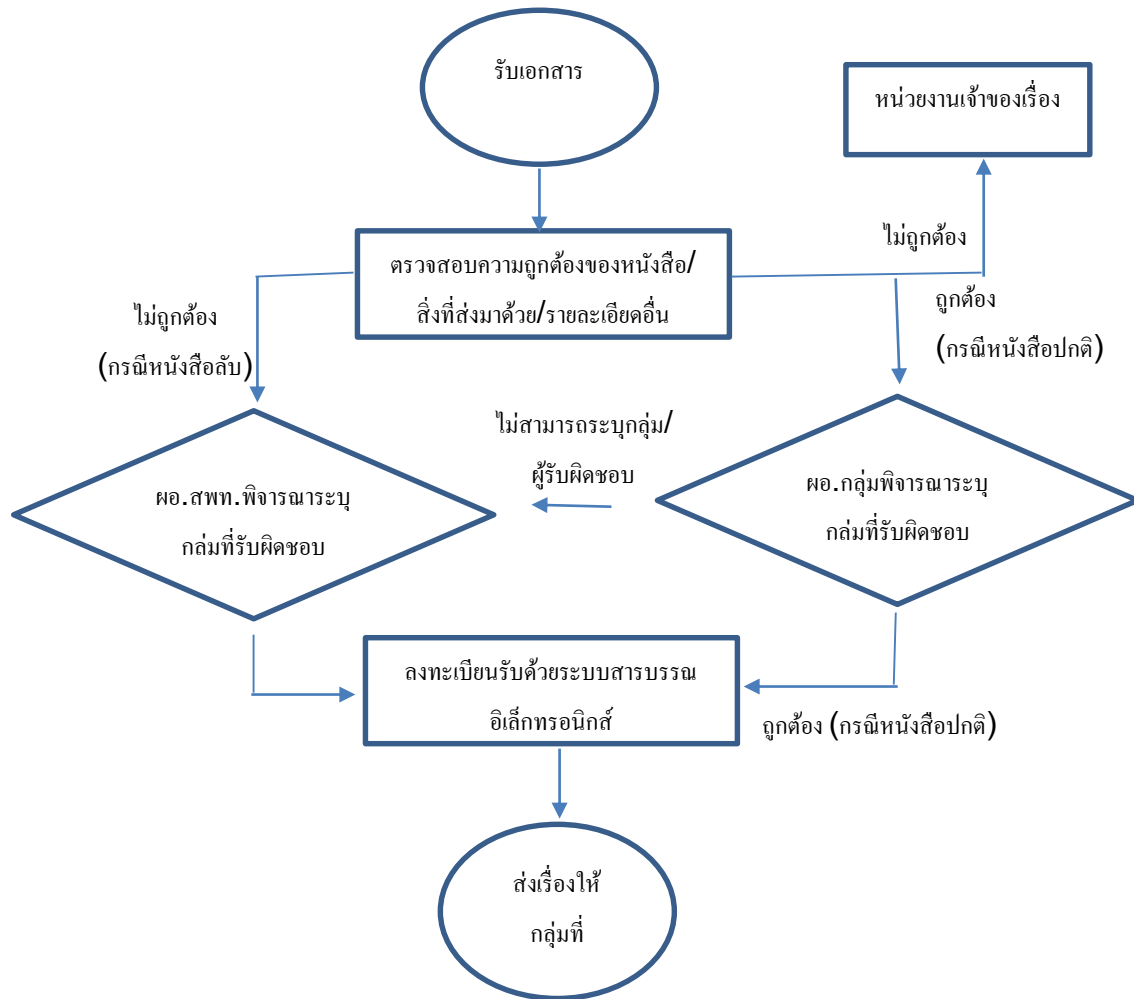 รับเอกสาร
หน่วยงานเจ้าของเรื่อง
ตรวจสอบความถูกต้องของหนังสือ/
สิ่งที่ส่งมาด้วย/รายละเอียดอื่น
ไม่ถูกต้อง
ไม่ถูกต้อง
(กรณีหนังสือลับ)
ถูกต้อง
(กรณีหนังสือปกติ)
ไม่สามารถระบุกลุ่ม/
ผู้รับผิดชอบ
ผอ.สพท.พิจารณาระบุ
กล่มที่รับผิดชอบ
ผอ.กลุ่มพิจารณาระบุ
กล่มที่รับผิดชอบ
ลงทะเบียนรับด้วยระบบสารบรรณ
อิเล็กทรอนิกส์
ถูกต้อง (กรณีหนังสือปกติ)
ส่งเรื่องให้
กลุ่มที่